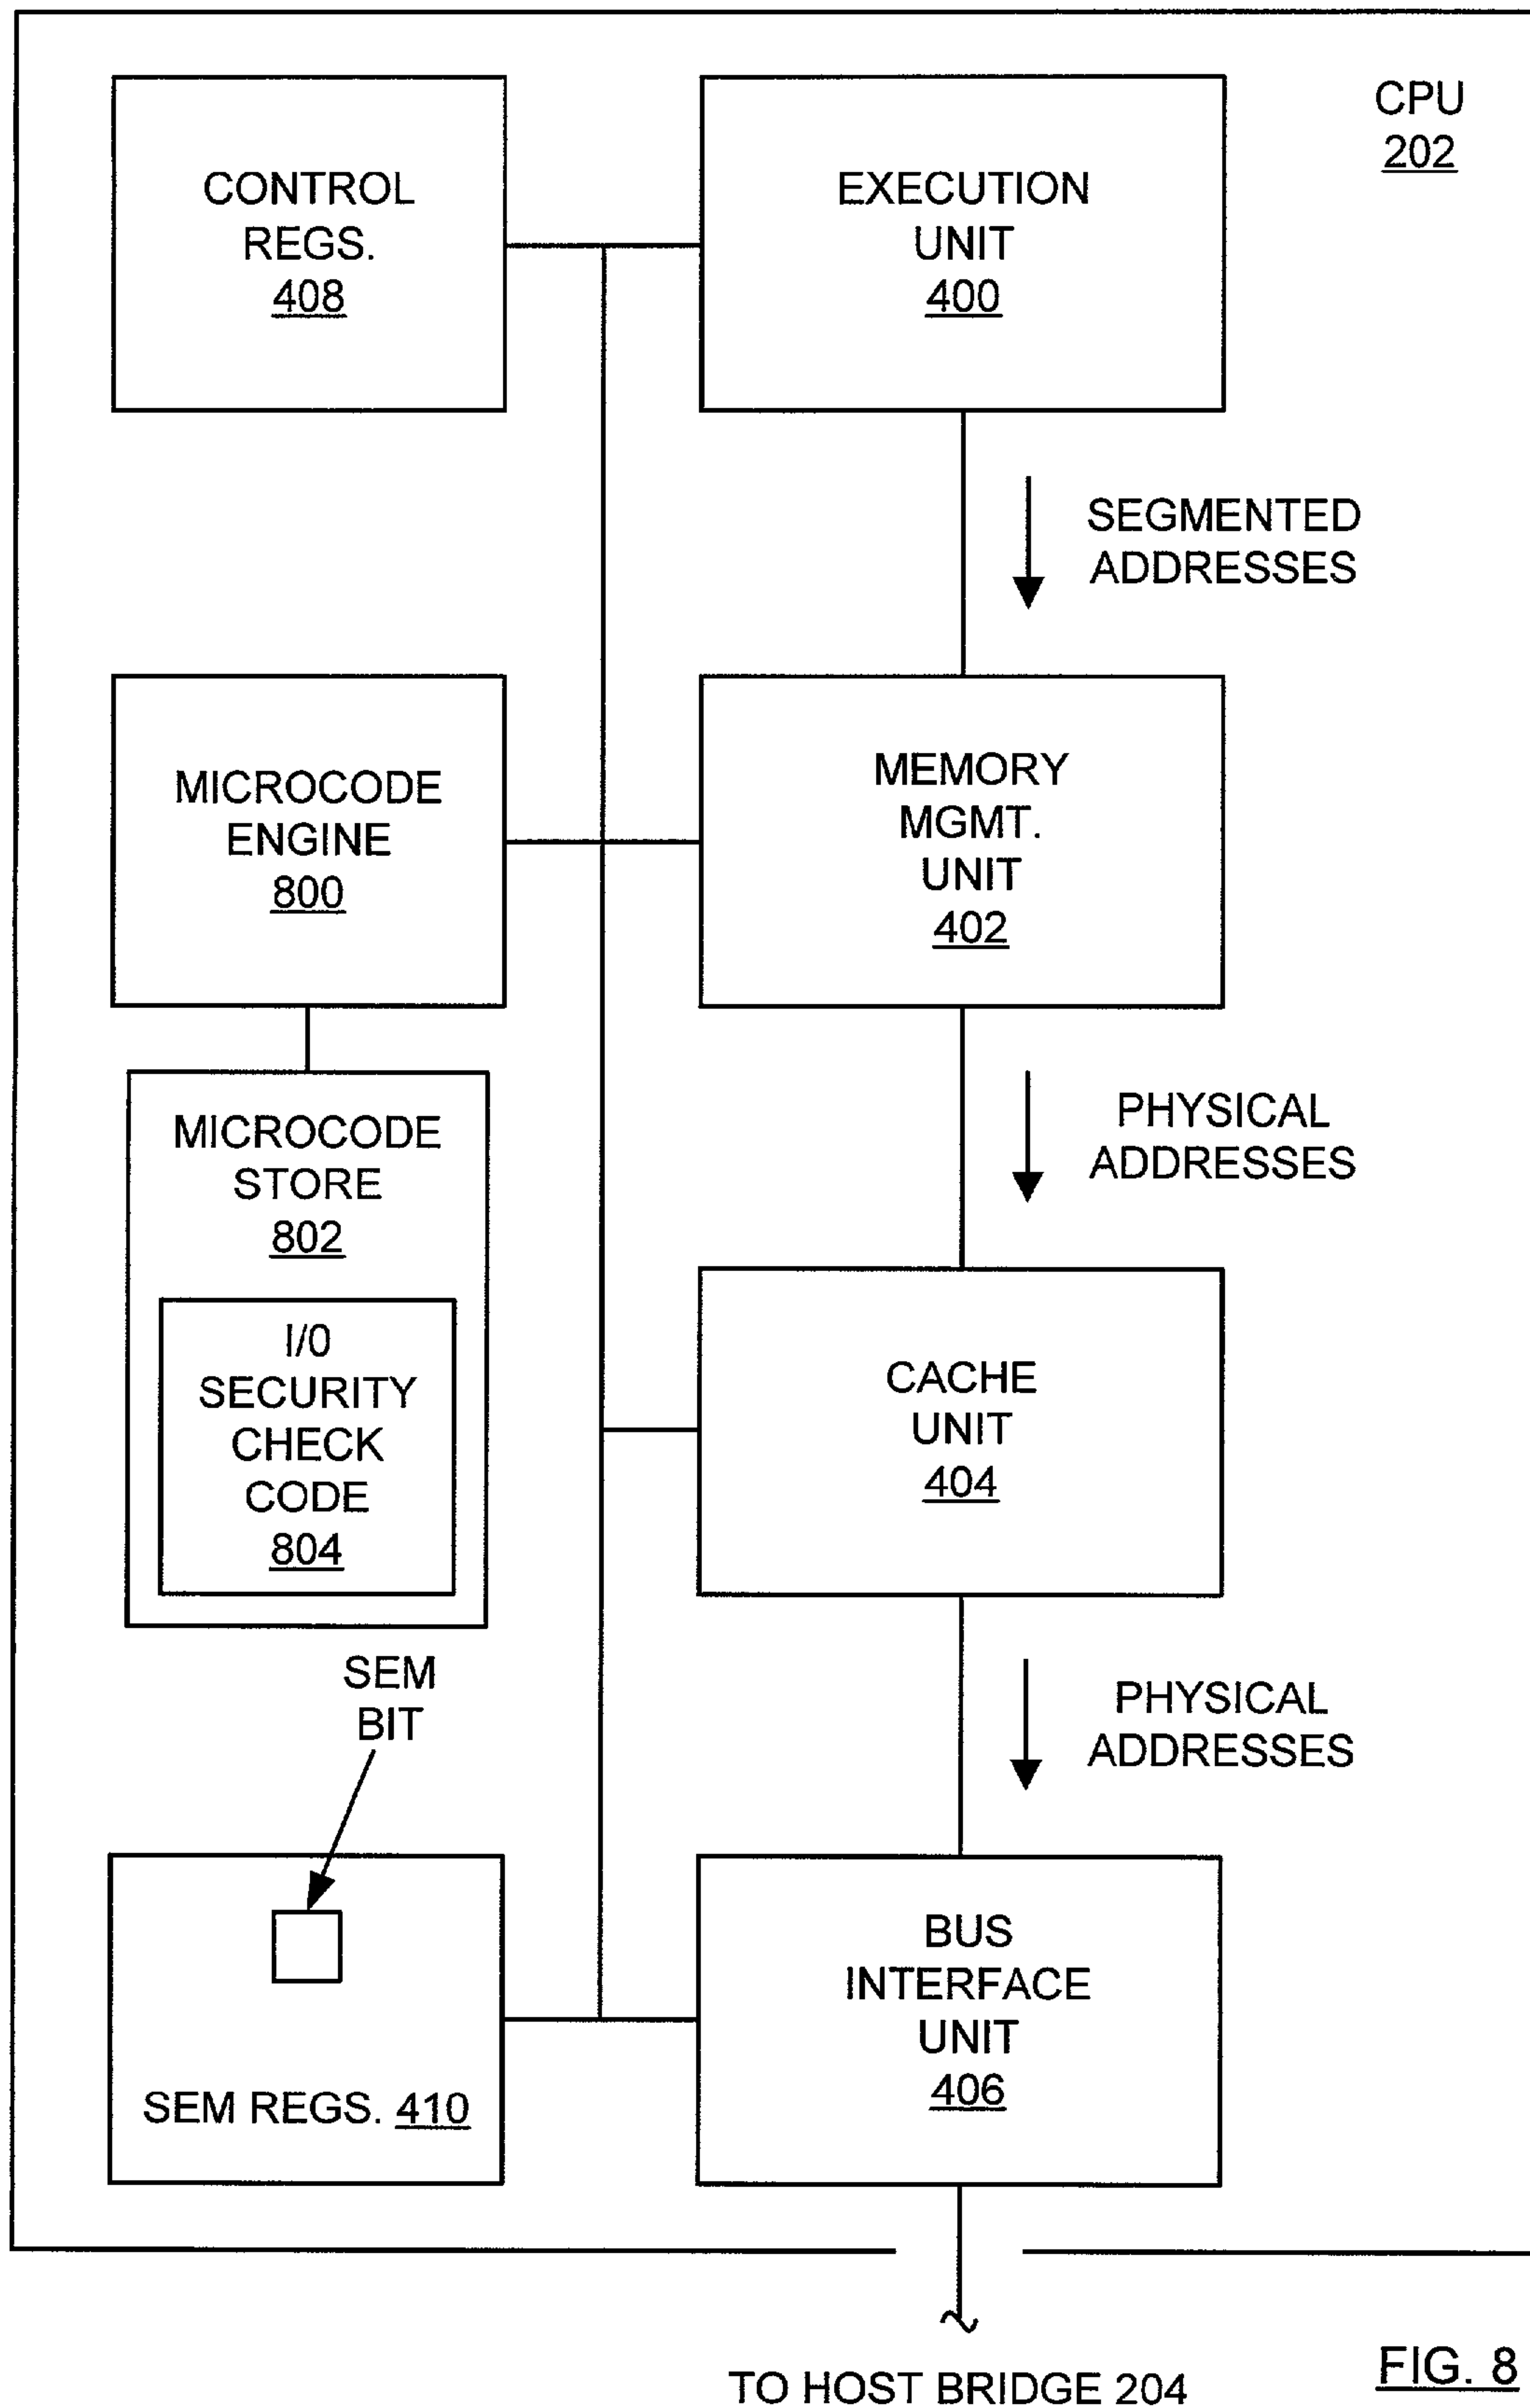 CPU
202
CONTROL
REGS.
408
EXECUTION
UNIT
400
SEGMENTED
ADDRESSES
MICROCODE
ENGINE
800
MEMORY
MGMT.
UNIT
402
MICROCODE
STORE
802
PHYSICAL
ADDRESSES
I/0
SECURITY
CHECK
CODE
804
CACHE
UNIT
404
SEM
BIT
PHYSICAL
ADDRESSES
SEM REGS. 410
BUS
INTERFACE
UNIT
406
TO HOST BRIDGE 204
FIG. 8